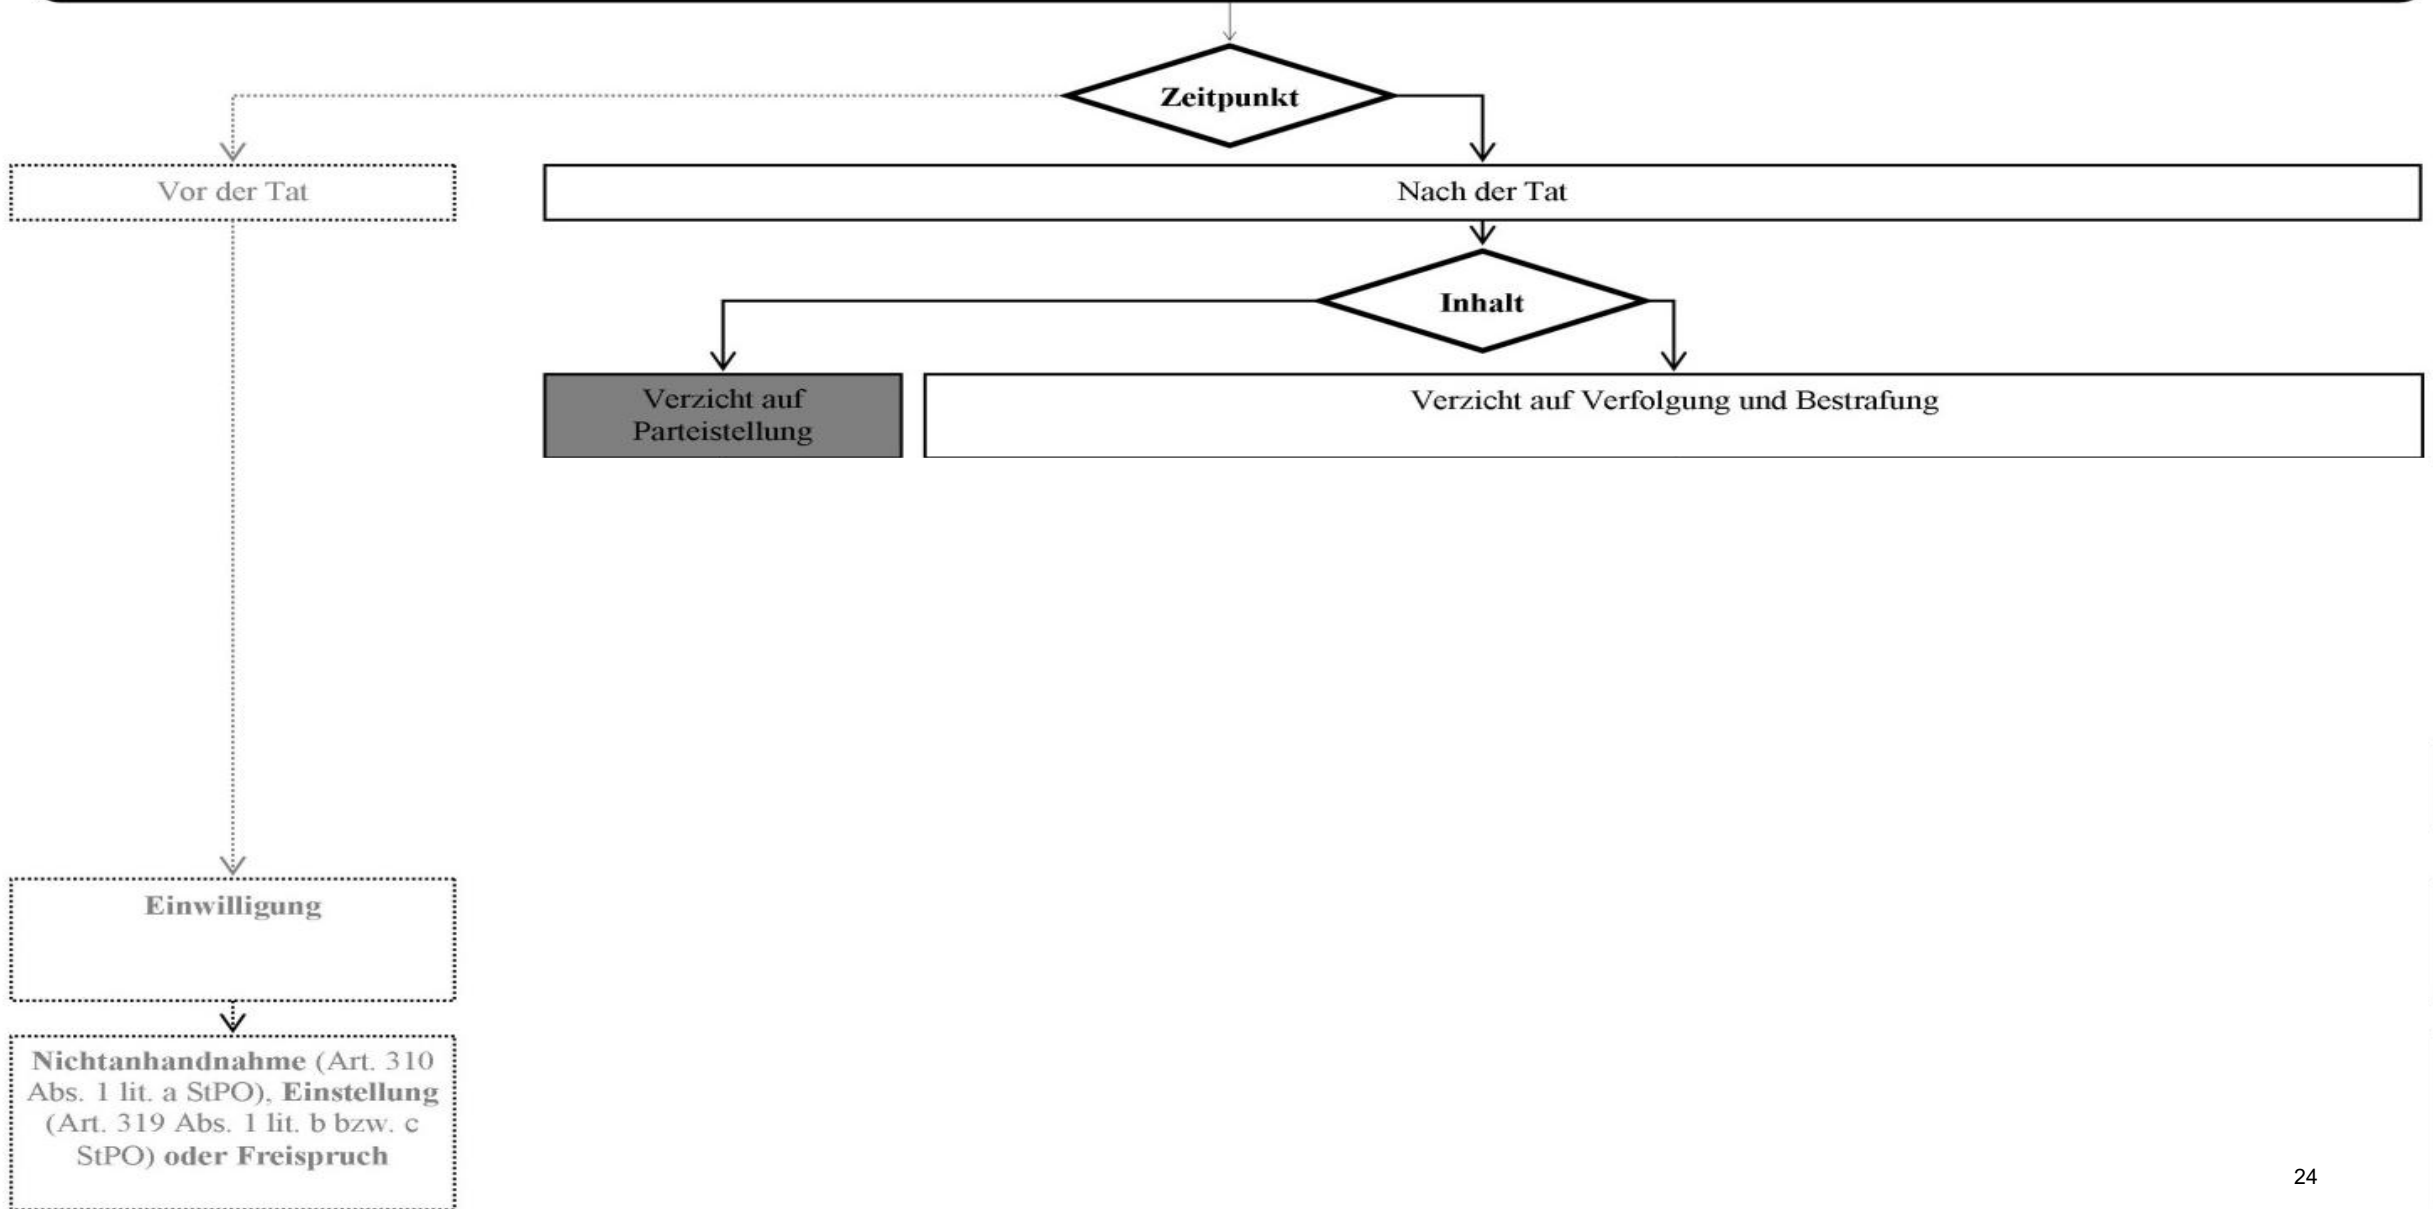 Zeitpunkt
Vor der Tat
Nach der Tat
Inhalt
Verzicht auf
Parteistellung
Verzicht auf Verfolgung und Bestrafung
Einwilligung
Nichtanhandnahme (Art. 310
Abs. 1 lit. a StPO), Einstellung
(Art. 319 Abs. 1 lit. b bzw. c
StPO) oder Freispruch
24